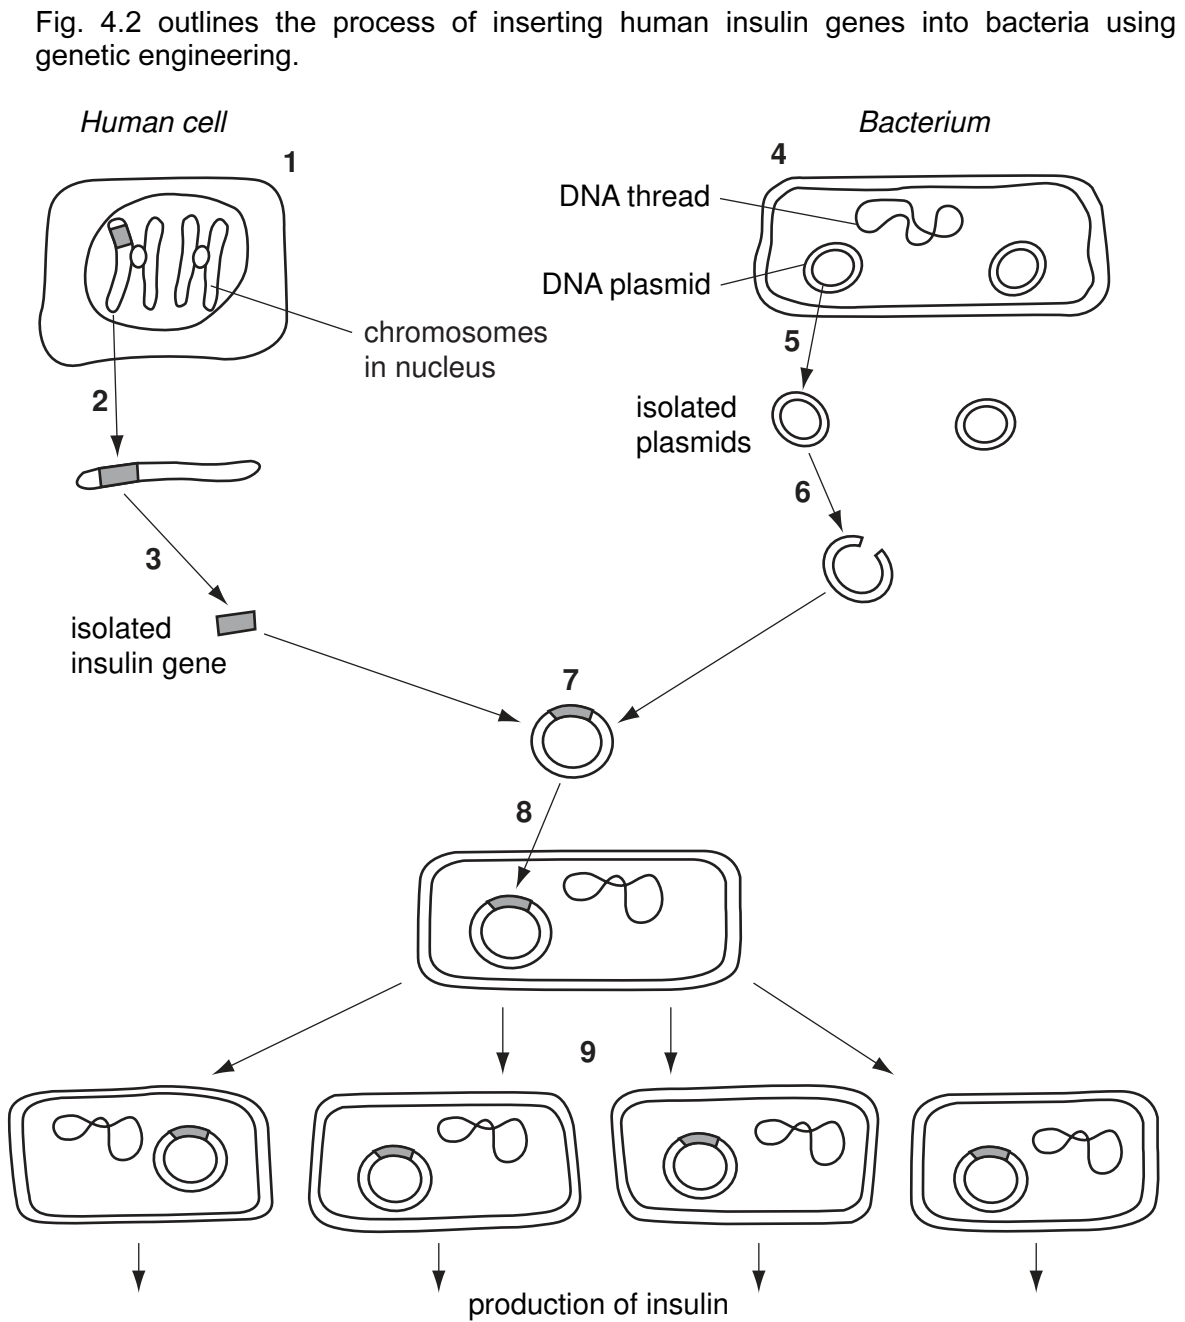 Fig. 4.2 outlines the process of inserting human insulin genes into bacteria using
genetic engineering.
Human cell
Bacterium
1
4
DNA thread
DNA plasmid
chromosomes
in nucleus
5
2
isolated
plasmids
6
3
isolated
insulin gene
7
8
9
production of insulin